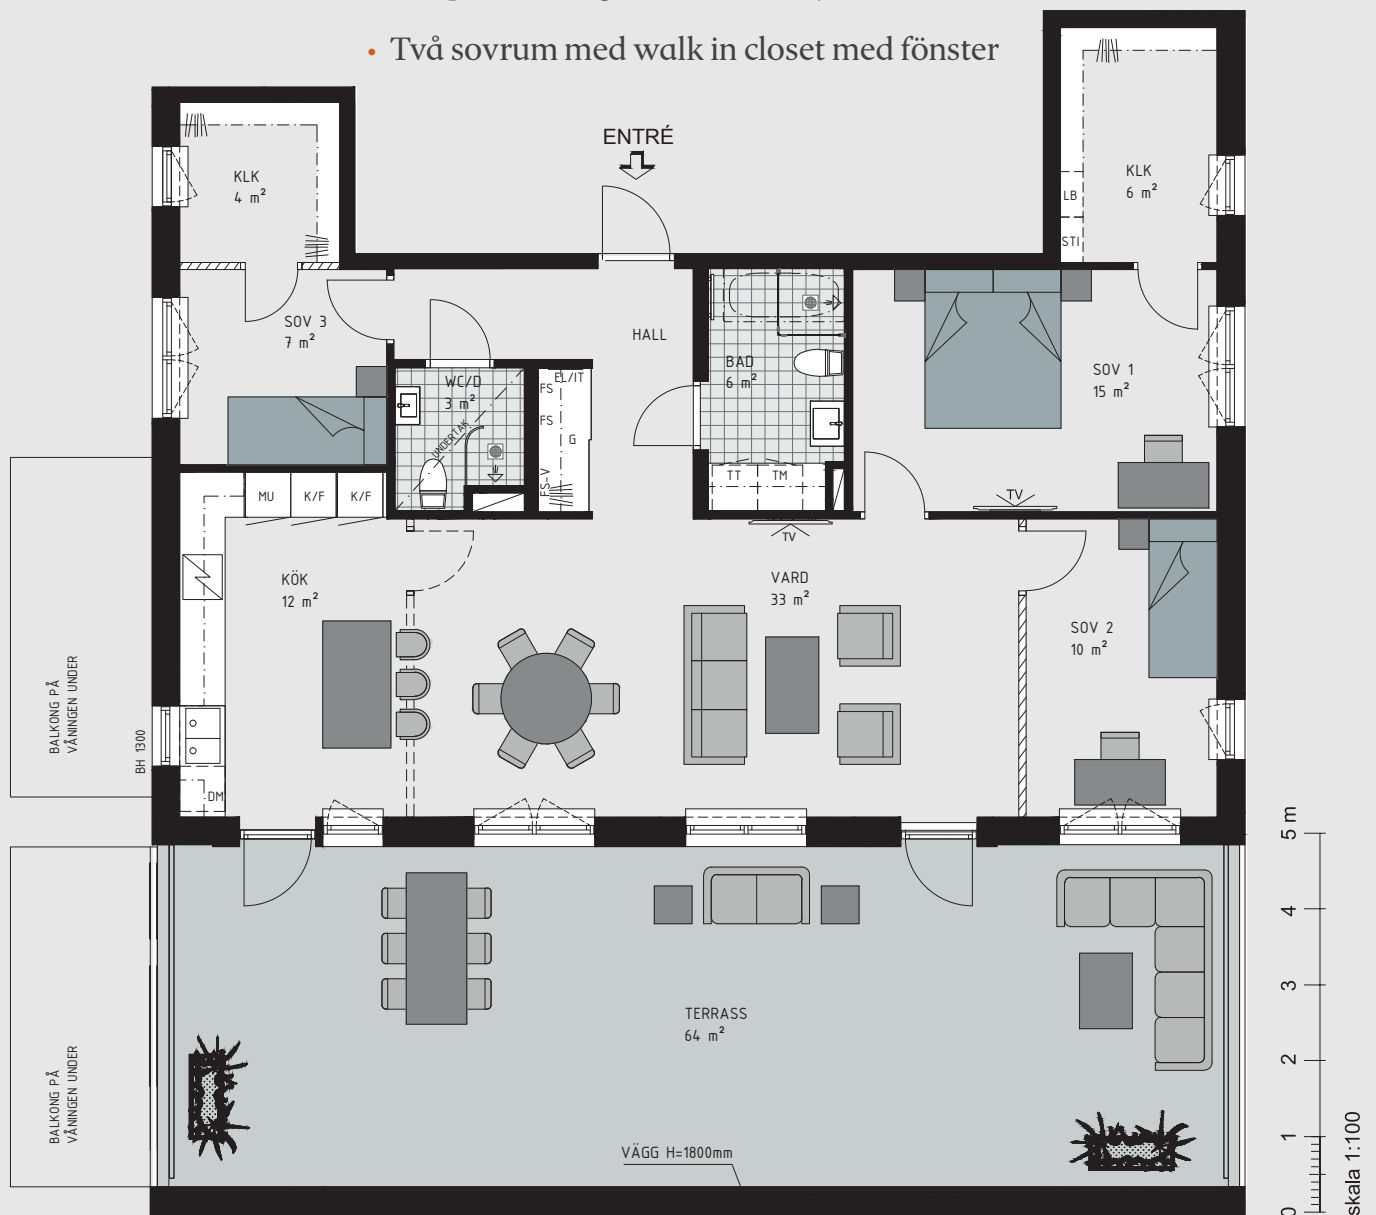 • Två sovrum med walk in closet med fönster
ENTRÉ
KLK
4 m²
KLK
6 m²
LB
STI
SOV 3
7 m²
HALL
BAD
6 m²
SOV 1
15 m²
WC/D
3 m²
UNDERTAK
EL/IT
FS
FS
G
FS-V
TT
TM
MU
K/F
K/F
TV
TV
KÖK
12 m²
VARD
33 m²
SOV 2
10 m²
BALKONG PÅ
VÅNINGEN UNDER
BH 1300
DM
TERRASS
64 m²
BALKONG PÅ
VÅNINGEN UNDER
VÄGG H=1800mm
5 m
4
3
2
1
0
skala 1:100